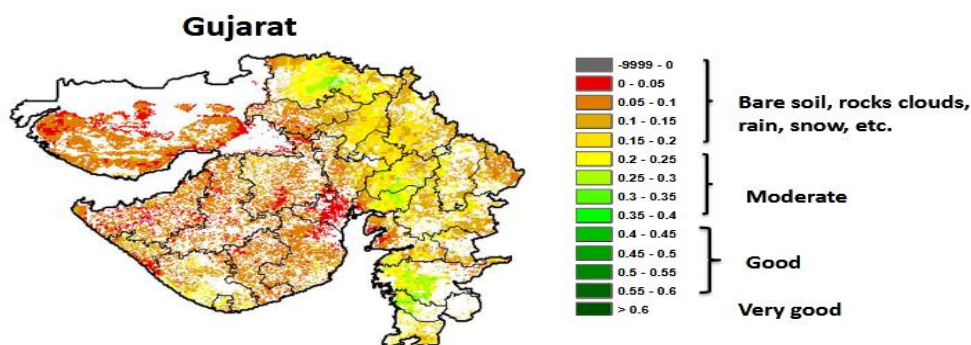 Gujarat
-9999 - 0
0 - 0.05
0.05 - 0.1
0.1 - 0.15
0.15 - 0.2
0.2 - 0.25
0.25 - 0.3
0.3 - 0.35
0.35 - 0.4
0.4 - 0.45
0.45 - 0.5
0.5 - 0.55
0.55 - 0.6
> 0.6
Bare soil, rocks clouds,
rain, snow, etc.
Moderate
Good
Very good